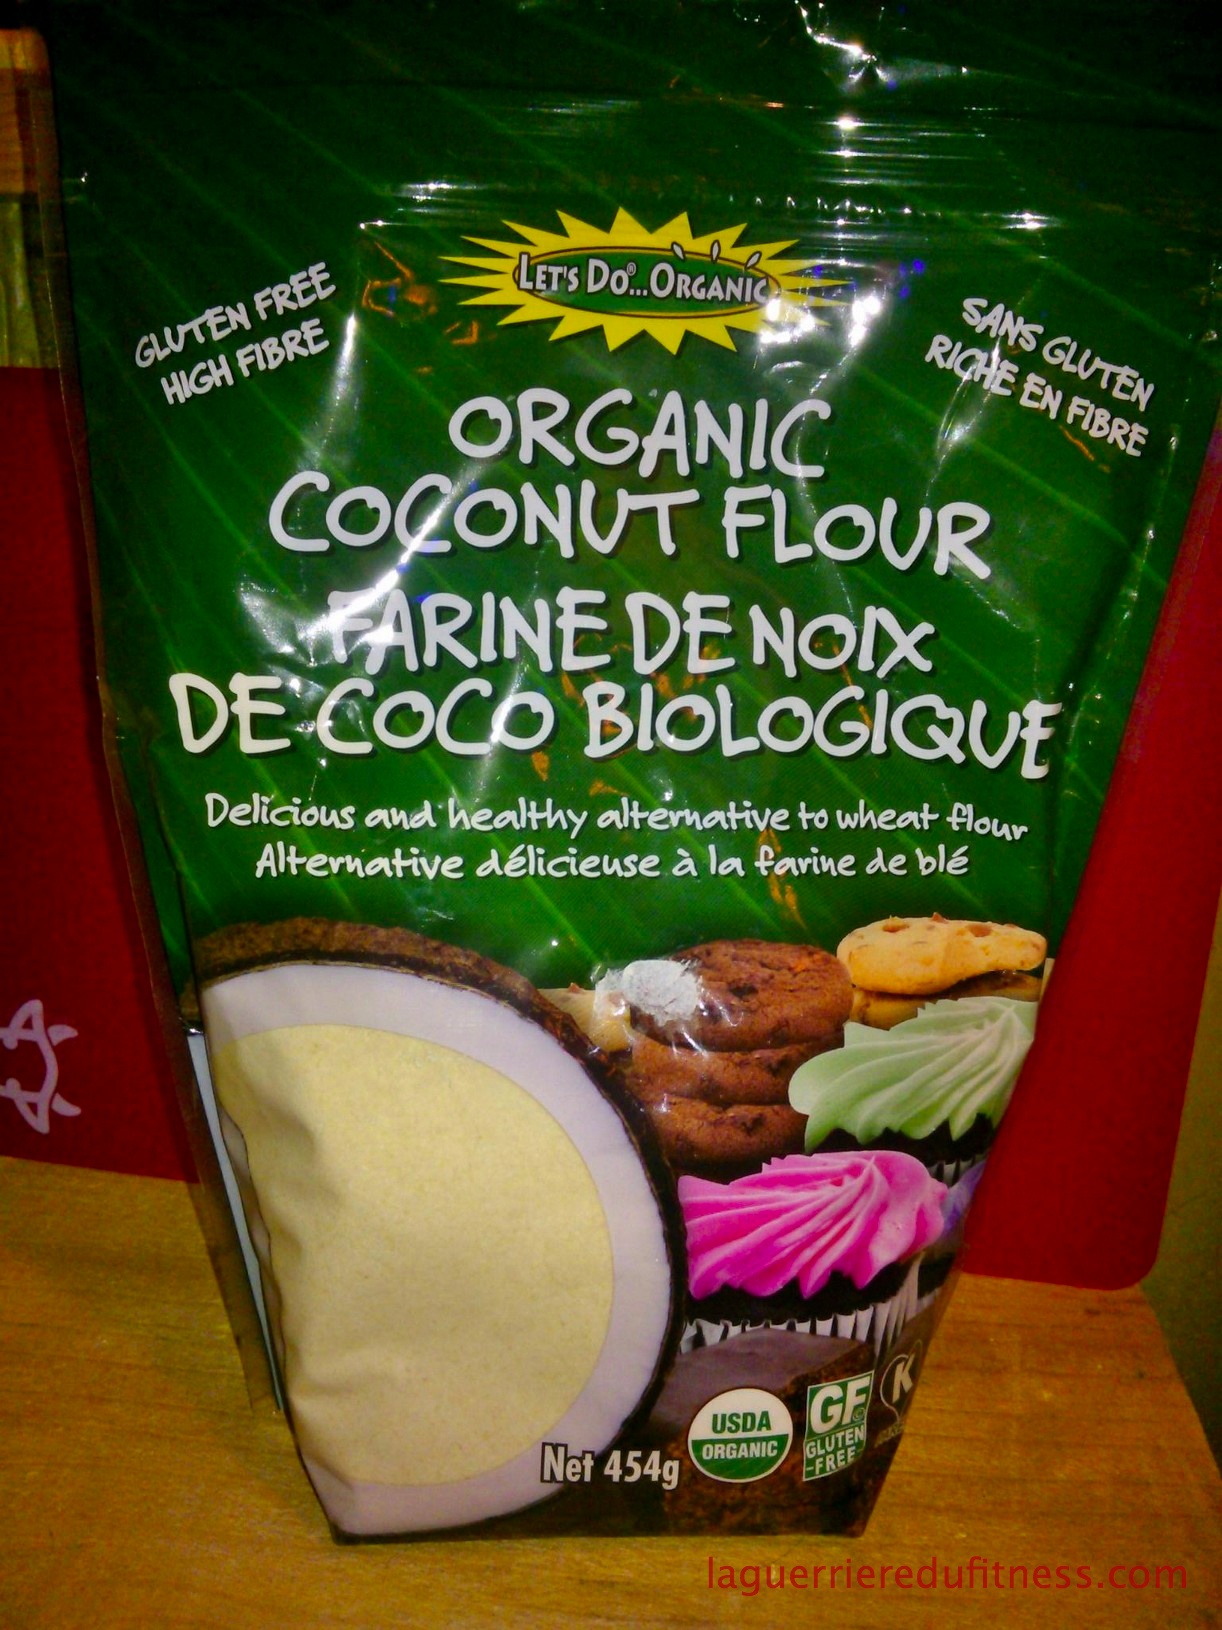 LET'S DO®...ORGANIC
GLUTEN FREE
HIGH FIBRE
SANS GLUTEN
RICHE EN FIBRE
ORGANIC
COCONUT FLOUR
FARINE DE NOIX
DE COCO BIOLOGIQUE
Delicious and healthy alternative to wheat flour
Alternative délicieuse à la farine de blé
USDA
ORGANIC
GF
GLUTEN
-FREE-
K
Net 454g
laguerriereedufitness.com